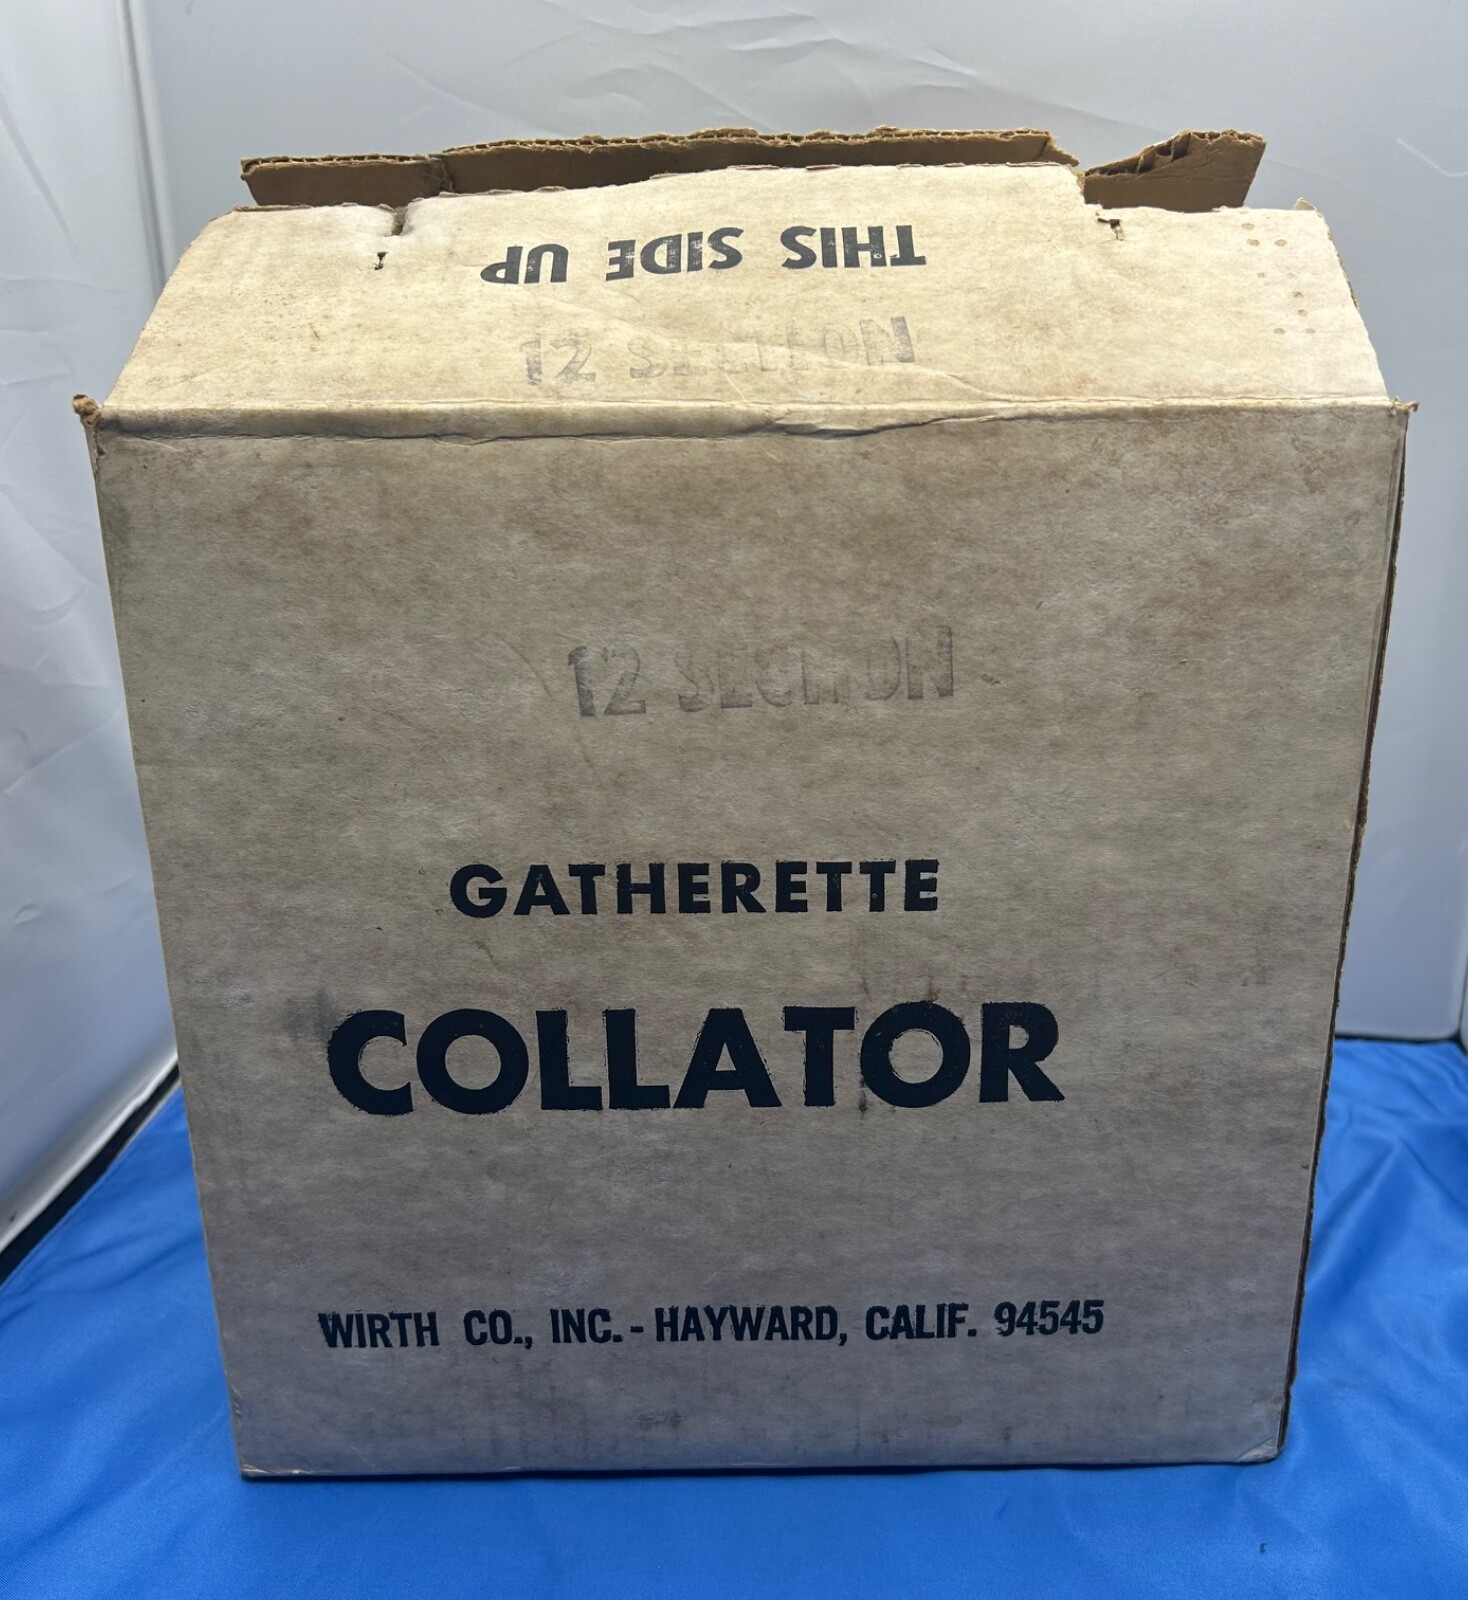 THIS SIDE UP
12 SECTION
12 SECTION
GATHERETTE
COLLATOR
WIRTH CO., INC. - HAYWARD, CALIF. 94545